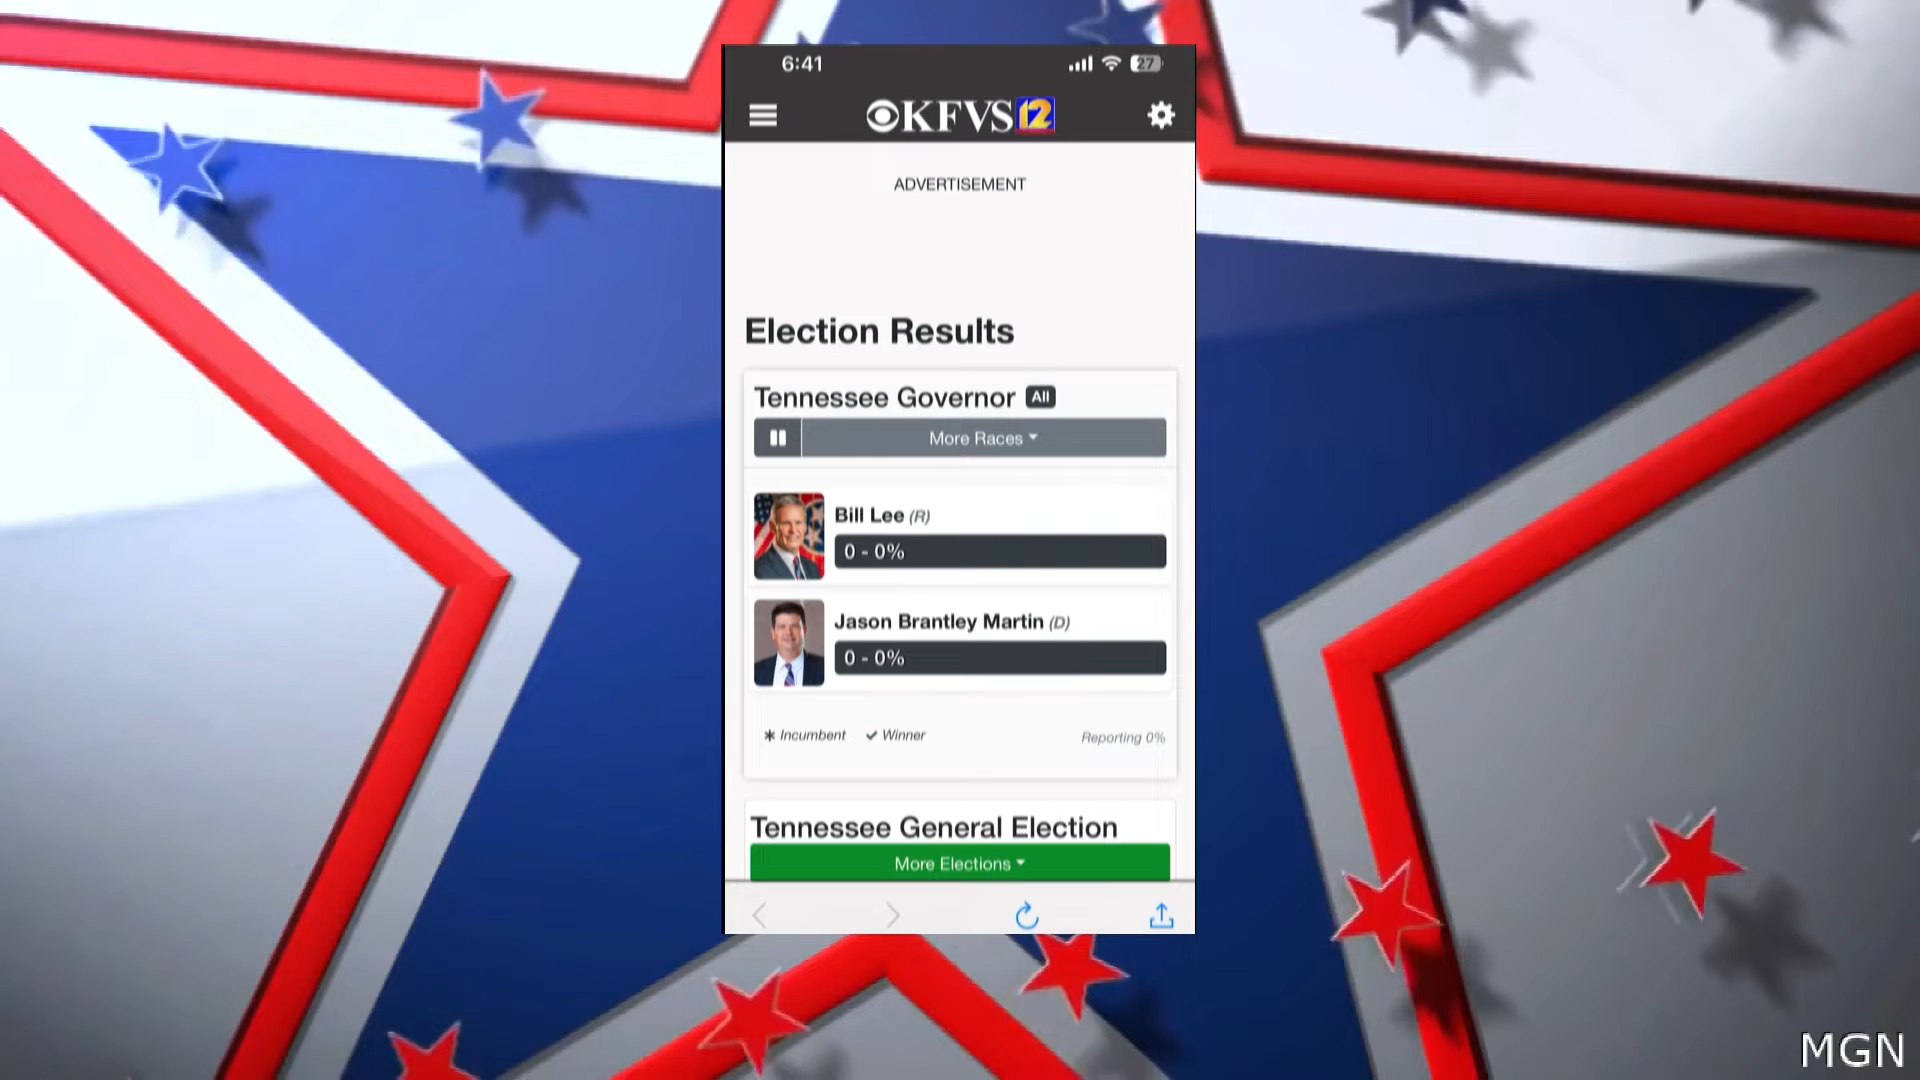 6:41
27
KFVS12
ADVERTISEMENT
Election Results
Tennessee Governor All
More Races
Bill Lee (R)
0 - 0%
Jason Brantley Martin (D)
0 - 0%
* Incumbent ✓ Winner Reporting 0%
Tennessee General Election
More Elections
MGN